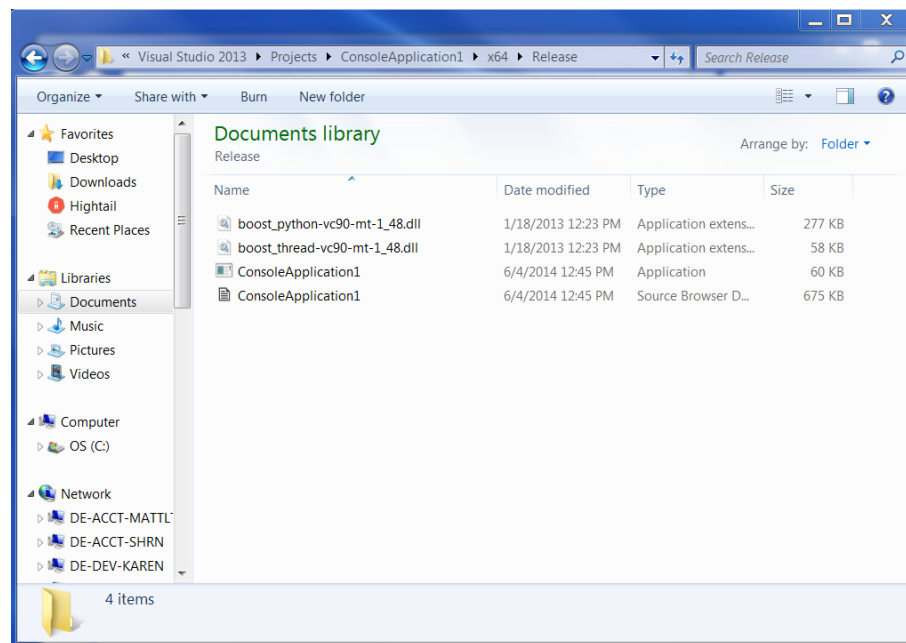 « Visual Studio 2013 ▸ Projects ▸ ConsoleApplication1 ▸ x64 ▸ Release
Search Release
Organize Share with Burn New folder
Favorites
Desktop
Downloads
Hightail
Recent Places
Libraries
Documents
Music
Pictures
Videos
Computer
OS (C:)
Network
DE-ACCT-MATTL
DE-ACCT-SHRN
DE-DEV-KAREN
Documents library
Release
Arrange by: Folder
Name Date modified Type Size
boost_python-vc90-mt-1_48.dll 1/18/2013 12:23 PM Application extens... 277 KB
boost_thread-vc90-mt-1_48.dll 1/18/2013 12:23 PM Application extens... 58 KB
ConsoleApplication1 6/4/2014 12:45 PM Application 60 KB
ConsoleApplication1 6/4/2014 12:45 PM Source Browser D... 675 KB
4 items